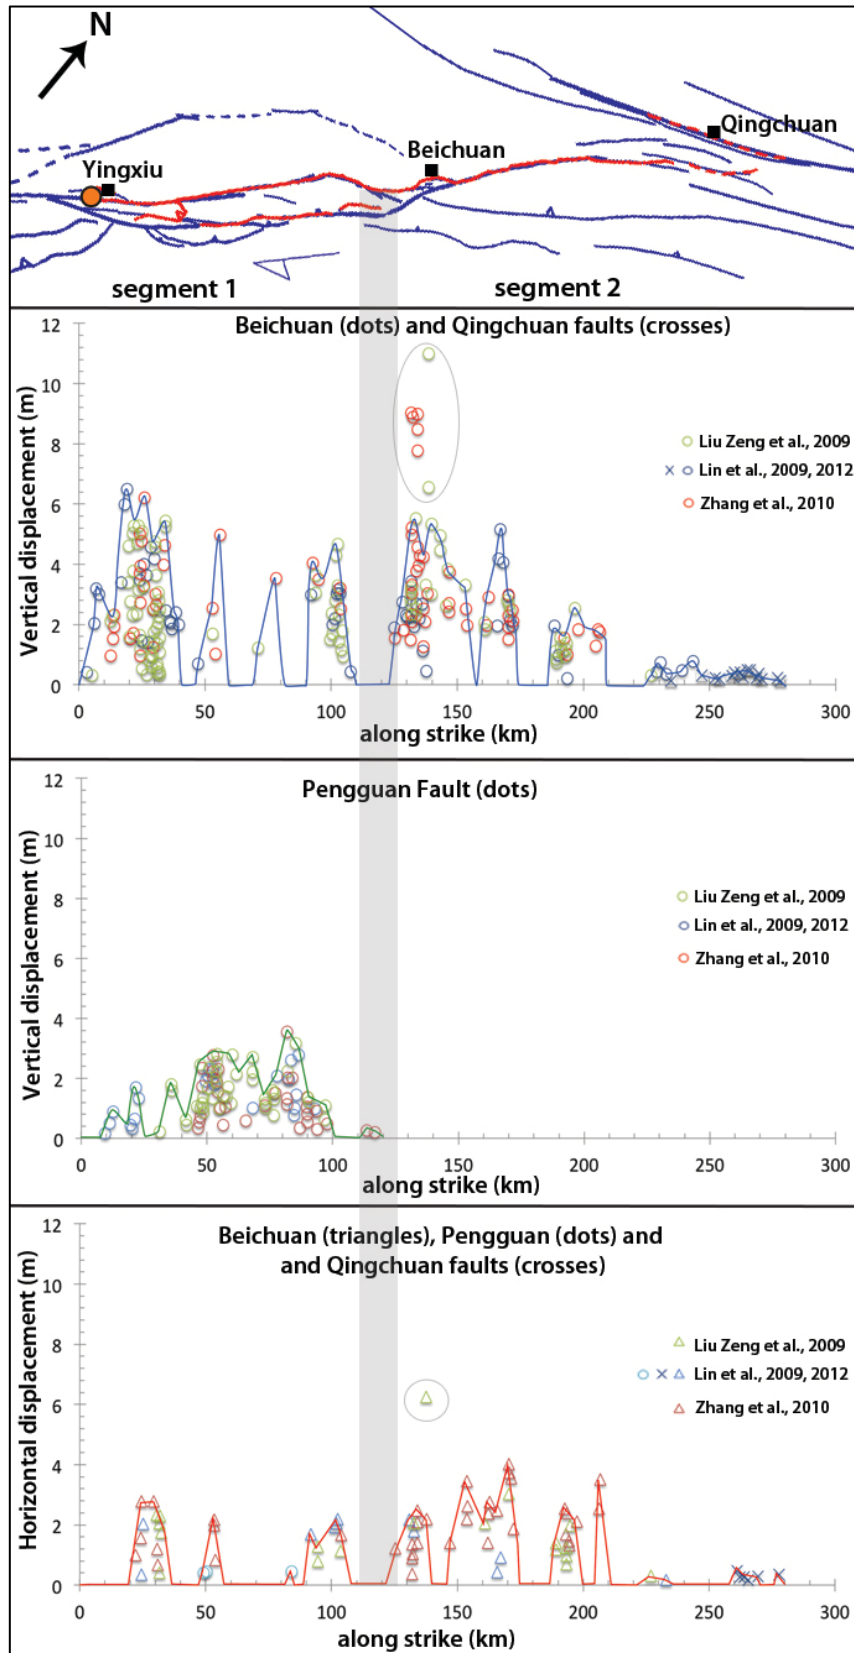 N
Qingchuan
Beichuan
Yingxiu
segment 1
segment 2
Beichuan (dots) and Qingchuan faults (crosses)
Vertical displacement (m)
12
10
8
6
4
2
0
Liu Zeng et al., 2009
Lin et al., 2009, 2012
Zhang et al., 2010
0 50 100 150 200 250 300
along strike (km)
Pengguan Fault (dots)
Vertical displacement (m)
12
10
8
6
4
2
0
Liu Zeng et al., 2009
Lin et al., 2009, 2012
Zhang et al., 2010
0 50 100 150 200 250 300
along strike (km)
Beichuan (triangles), Pengguan (dots) and
and Qingchuan faults (crosses)
Horizontal displacement (m)
12
10
8
6
4
2
0
Liu Zeng et al., 2009
Lin et al., 2009, 2012
Zhang et al., 2010
0 50 100 150 200 250 300
along strike (km)